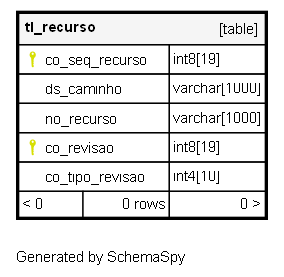 tl_recurso [table]
co_seq_recurso int8[19]
ds_caminho varchar[1000]
no_recurso varchar[1000]
co_revisao int8[19]
co_tipo_revisao int4[10]
< 0 0 rows 0 >
Generated by SchemaSpy